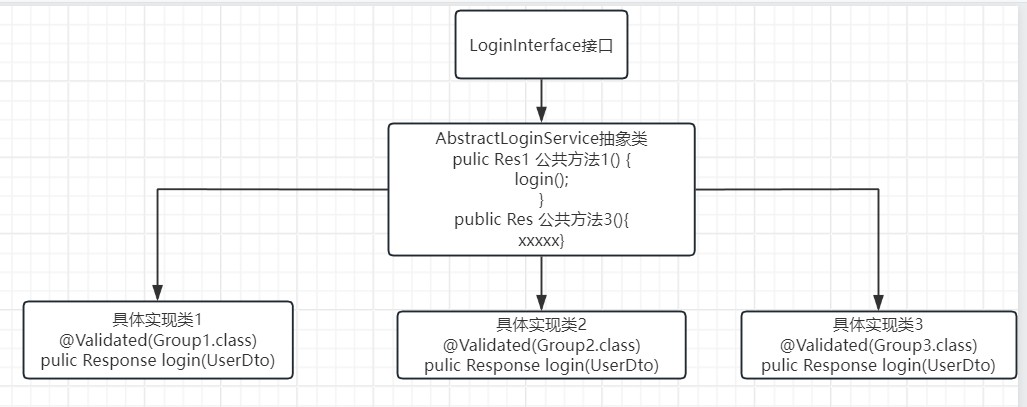 LoginInterface接口
AbstractLoginService抽象类
pulic Res1 公共方法1() {
login();
}
public Res 公共方法3(){
xxxxx}
具体实现类1
@Validated(Group1.class)
pulic Response login(UserDto)
具体实现类2
@Validated(Group2.class)
pulic Response login(UserDto)
具体实现类3
@Validated(Group3.class)
pulic Response login(UserDto)